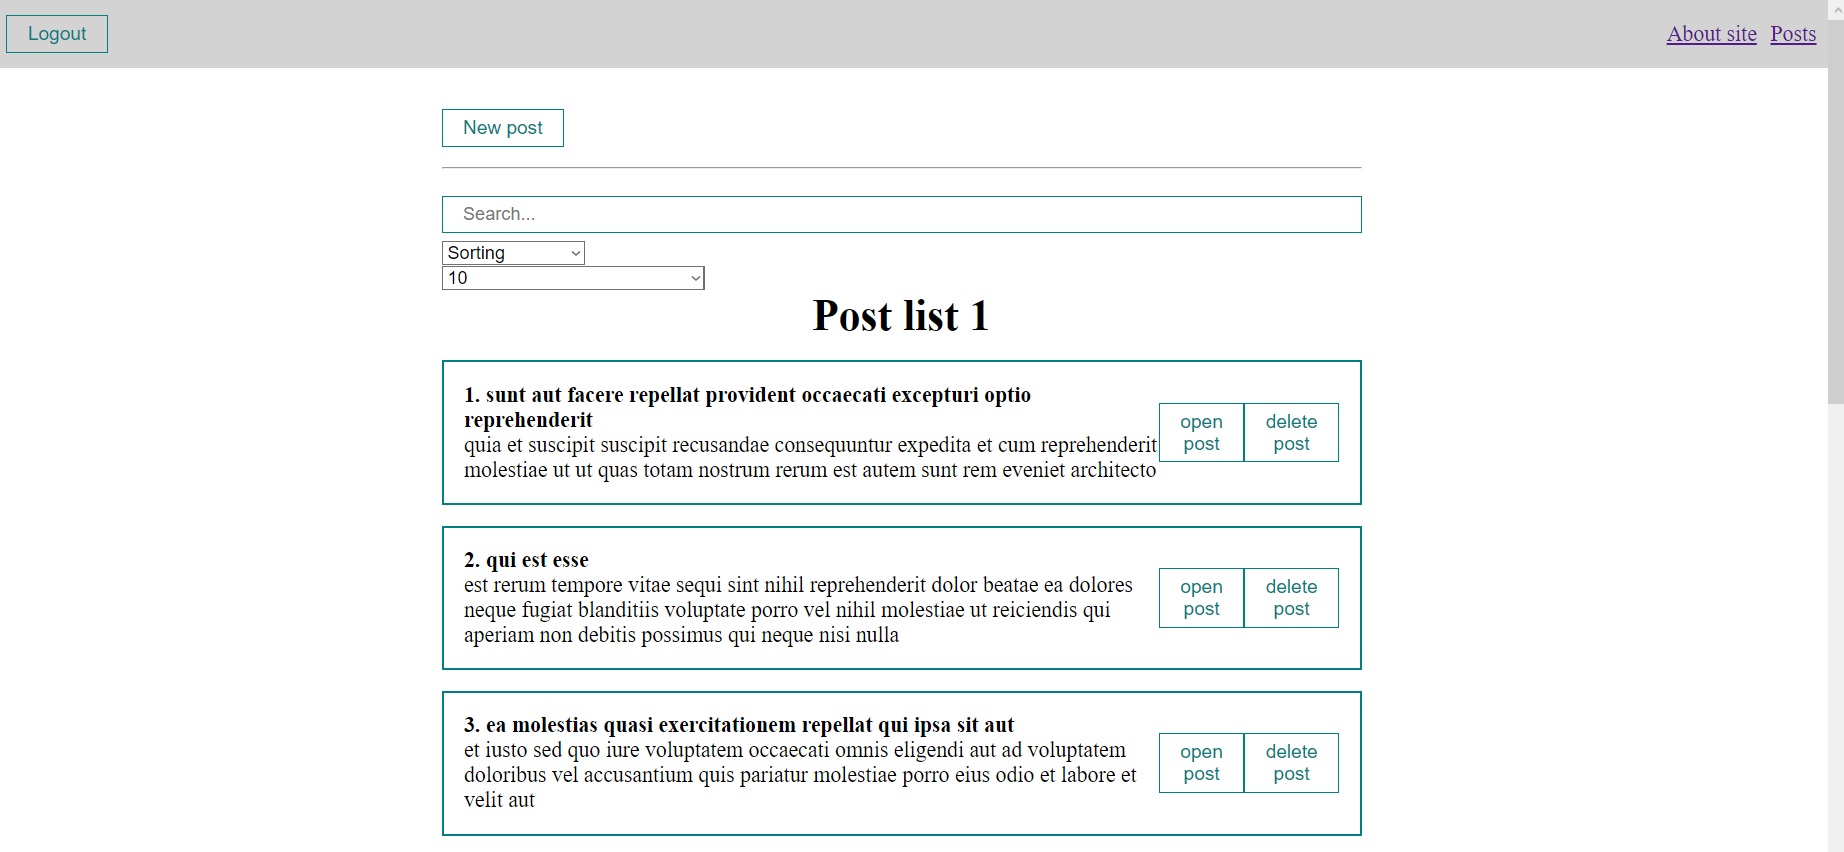 Logout
About site Posts
New post
Search...
Sorting
10
Post list 1
1. sunt aut facere repellat provident occaecati excepturi optio
reprehenderit
quia et suscipit suscipit recusandae consequuntur expedita et cum reprehenderit
molestiae ut ut quas totam nostrum rerum est autem sunt rem eveniet architecto
open
post
delete
post
2. qui est esse
est rerum tempore vitae sequi sint nihil reprehenderit dolor beatae ea dolores
neque fugiat blanditiis voluptate porro vel nihil molestiae ut reiciendis qui
aperiam non debitis possimus qui neque nisi nulla
open
post
delete
post
3. ea molestias quasi exercitationem repellat qui ipsa sit aut
et iusto sed quo iure voluptatem occaecati omnis eligendi aut ad voluptatem
doloribus vel accusantium quis pariatur molestiae porro eius odio et labore et
velit aut
open
post
delete
post